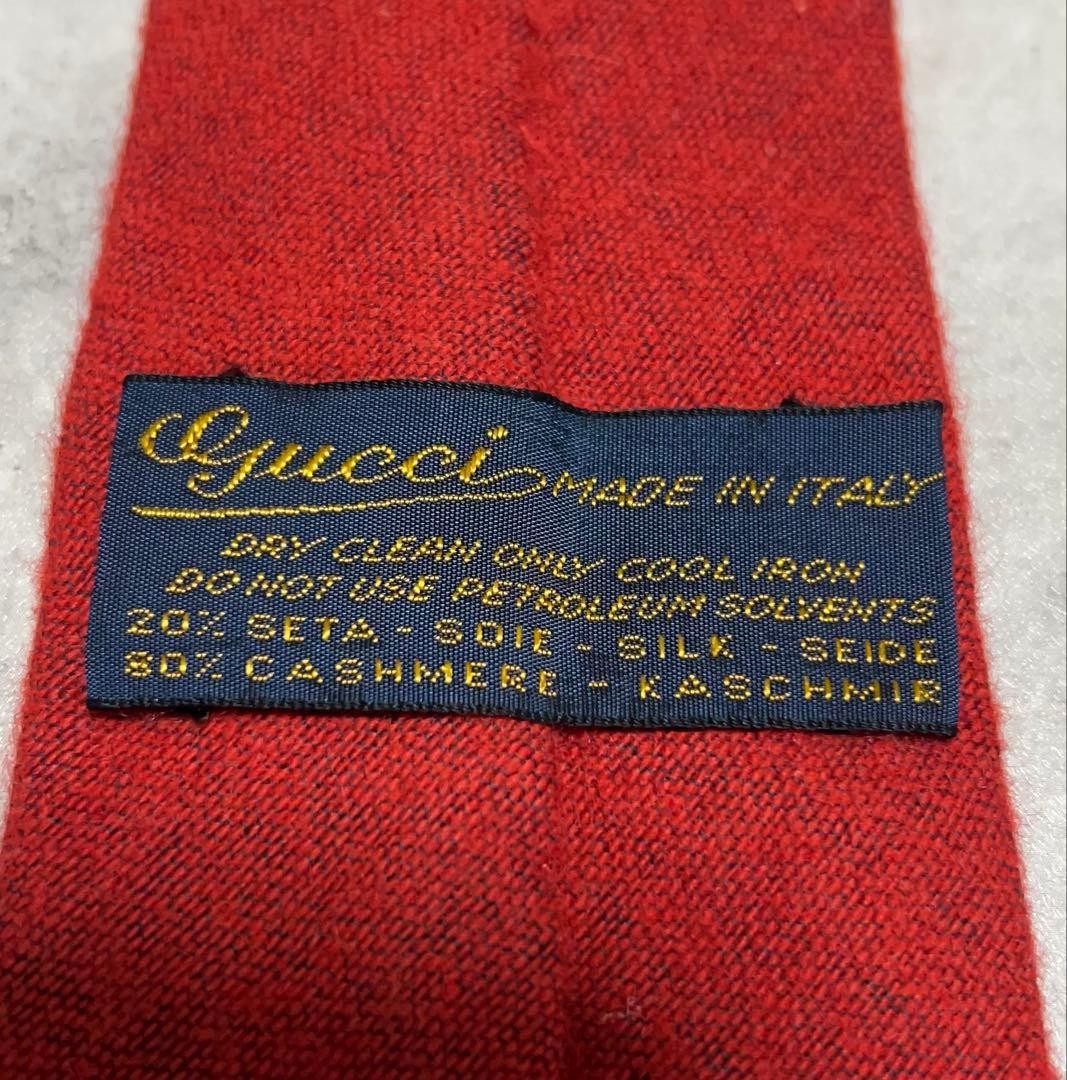 Gucci MADE IN ITALY
DRY CLEAN ONLY COOL IRON
DO NOT USE PETROLEUM SOLVENTS
20% SETA - SOIE - SILK - SEIDE
80% CASHMERE - KASCHMIR